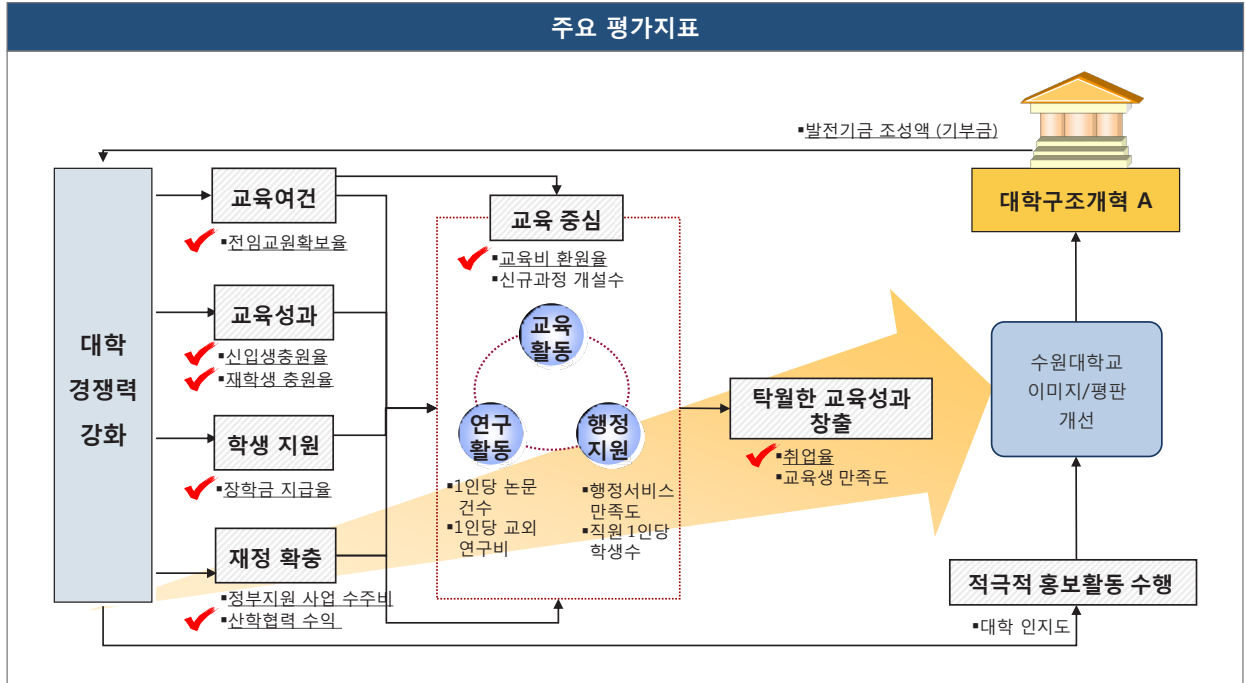 주요 평가지표
▪발전기금 조성액 (기부금)
대학구조개혁 A
대학
경쟁력
강화
교육여건
▪전임교원확보율
교육성과
▪신입생충원율
▪재학생 충원율
학생 지원
▪장학금 지급율
재정 확충
▪정부지원 사업 수주비
▪산학협력 수익
교육 중심
▪교육비 환원율
▪신규과정 개설수
교육
활동
연구
활동
행정
지원
▪1인당 논문
건수
▪1인당 교외
연구비
▪행정서비스
만족도
▪직원1인당
학생수
탁월한 교육성과
창출
▪취업율
▪교육생 만족도
수원대학교
이미지/평판
개선
적극적 홍보활동 수행
▪대학 인지도